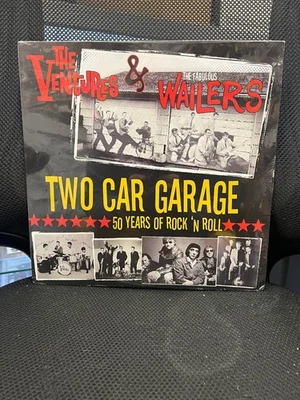 THE VENTURES
&
THE FABULOUS
WAILERS
TWO CAR GARAGE
50 YEARS OF ROCK 'N ROLL